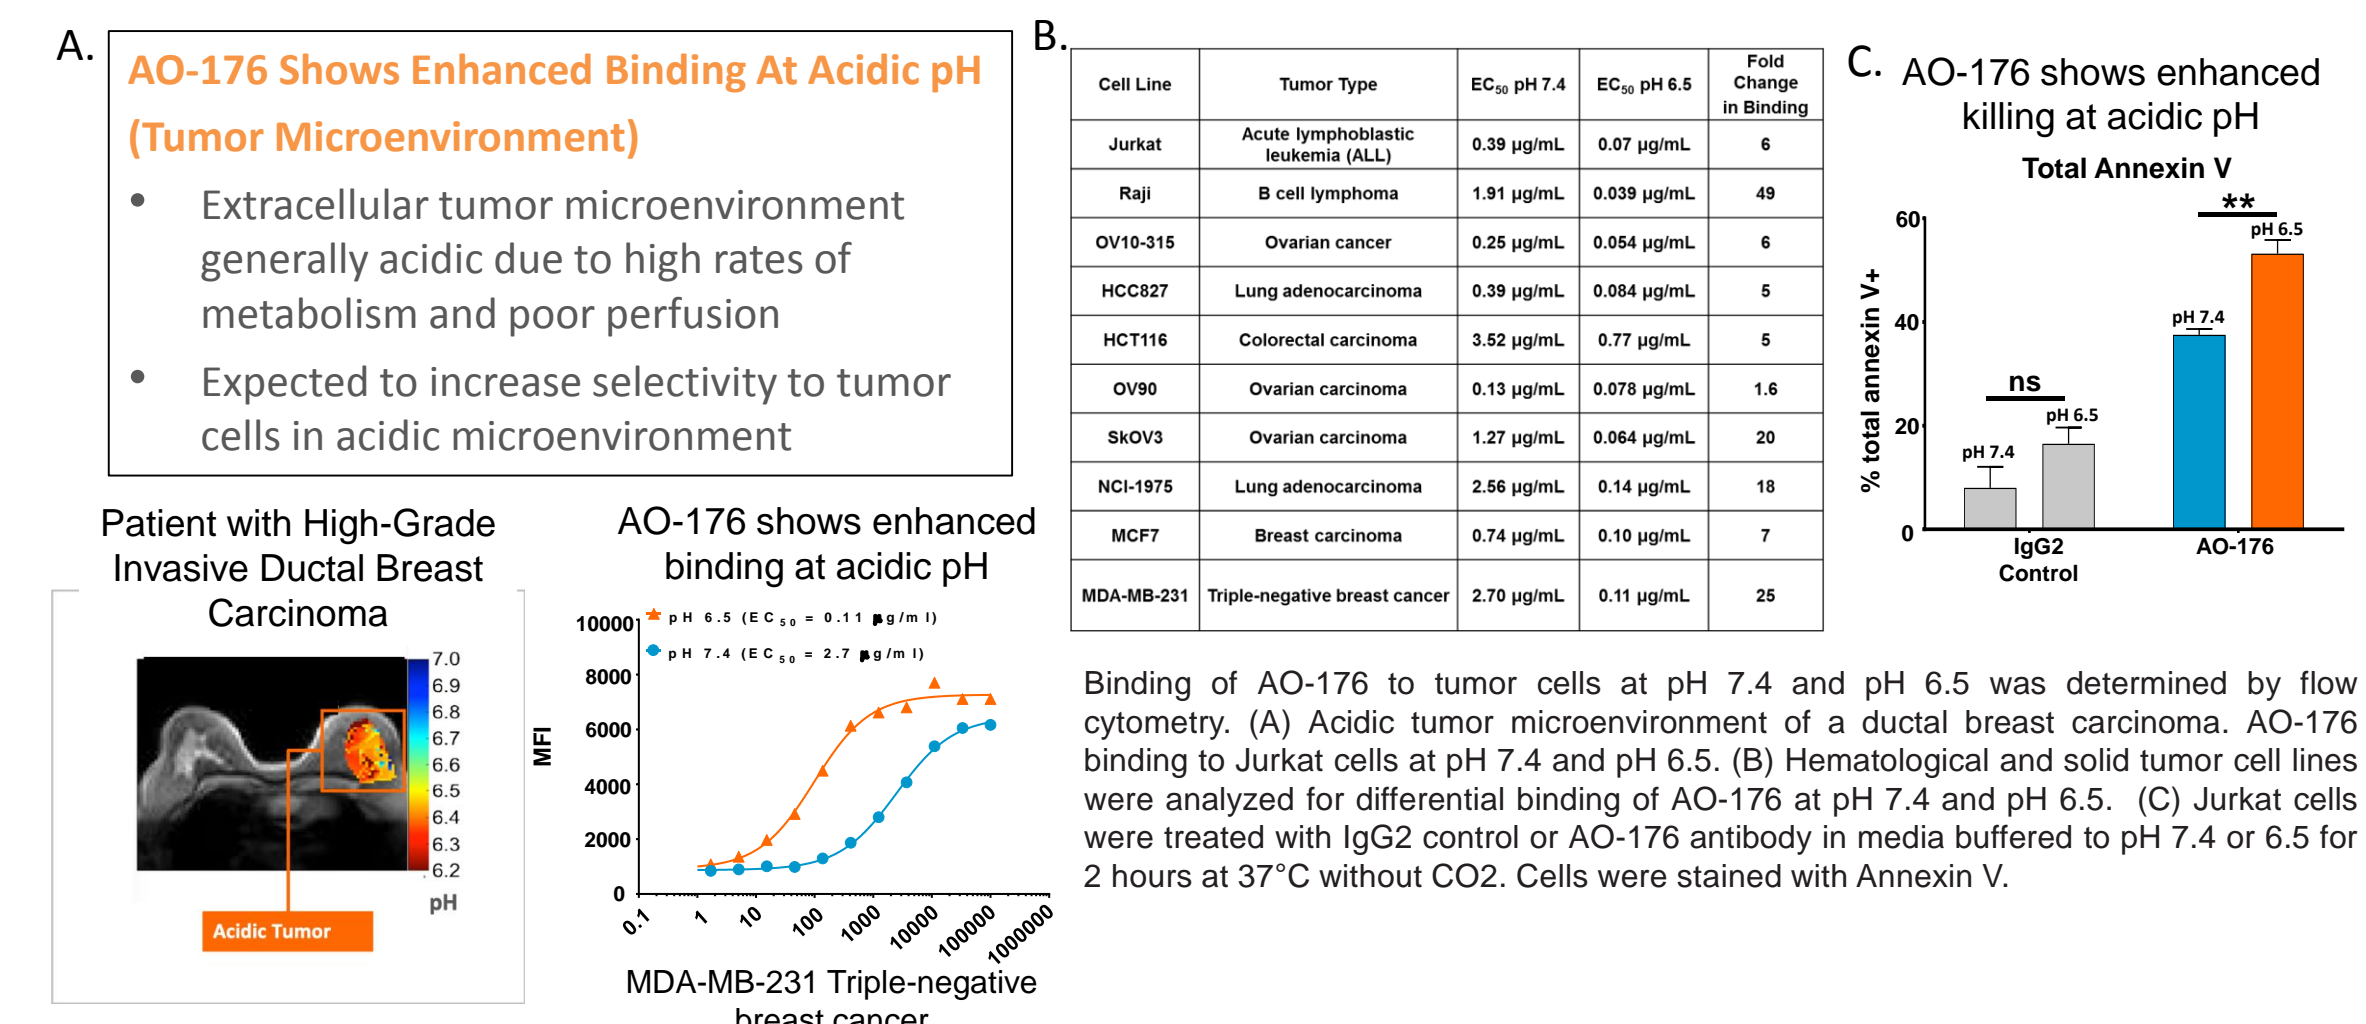 A.
AO-176 Shows Enhanced Binding At Acidic pH
(Tumor Microenvironment)
• Extracellular tumor microenvironment
generally acidic due to high rates of
metabolism and poor perfusion
• Expected to increase selectivity to tumor
cells in acidic microenvironment
Patient with High-Grade
Invasive Ductal Breast
Carcinoma
7.0
6.9
6.8
6.7
6.6
6.5
6.4
6.3
6.2
pH
Acidic Tumor
AO-176 shows enhanced
binding at acidic pH
pH 6.5 (EC50 = 0.11 µg/ml)
pH 7.4 (EC50 = 2.7 µg/ml)
MFI
10000
8000
6000
4000
2000
0
0.1 1 10 100 1000 10000 100000 1000000
MDA-MB-231 Triple-negative
breast cancer
B.
Cell Line Tumor Type EC50 pH 7.4 EC50 pH 6.5 Fold Change in Binding
Jurkat Acute lymphoblastic leukemia (ALL) 0.39 µg/mL 0.07 µg/mL 6
Raji B cell lymphoma 1.91 µg/mL 0.039 µg/mL 49
OV10-315 Ovarian cancer 0.25 µg/mL 0.054 µg/mL 6
HCC827 Lung adenocarcinoma 0.39 µg/mL 0.084 µg/mL 5
HCT116 Colorectal carcinoma 3.52 µg/mL 0.77 µg/mL 5
OV90 Ovarian carcinoma 0.13 µg/mL 0.078 µg/mL 1.6
SkOV3 Ovarian carcinoma 1.27 µg/mL 0.064 µg/mL 20
NCI-1975 Lung adenocarcinoma 2.56 µg/mL 0.14 µg/mL 18
MCF7 Breast carcinoma 0.74 µg/mL 0.10 µg/mL 7
MDA-MB-231 Triple-negative breast cancer 2.70 µg/mL 0.11 µg/mL 25
C.
AO-176 shows enhanced
killing at acidic pH
Total Annexin V
% total annexin V+
60
40
20
0
pH 7.4
ns
pH 6.5
pH 7.4
**
pH 6.5
IgG2
Control
AO-176
Binding of AO-176 to tumor cells at pH 7.4 and pH 6.5 was determined by flow
cytometry. (A) Acidic tumor microenvironment of a ductal breast carcinoma. AO-176
binding to Jurkat cells at pH 7.4 and pH 6.5. (B) Hematological and solid tumor cell lines
were analyzed for differential binding of AO-176 at pH 7.4 and pH 6.5. (C) Jurkat cells
were treated with IgG2 control or AO-176 antibody in media buffered to pH 7.4 or 6.5 for
2 hours at 37°C without CO2. Cells were stained with Annexin V.